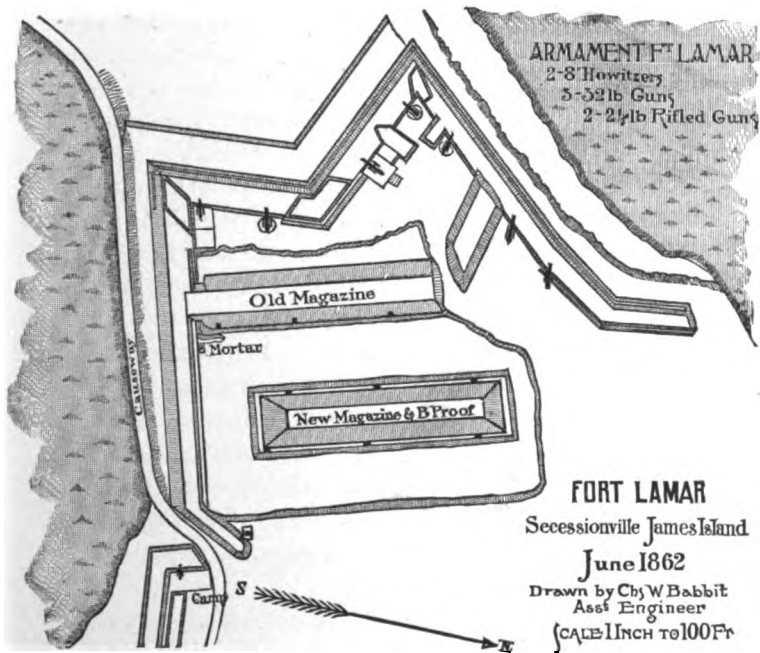 ARMAMENT FT LAMAR
2-8" Howitzers
3-32lb Guns
2-24lb Rifled Guns
Old Magazine
Mortar
Causeway
New Magazine & B Proof
FORT LAMAR
Secessionville James Island
June 1862
Drawn by Chs W Babbit
Asst Engineer
SCALE 1 INCH TO 100 FT
Camp
S
N